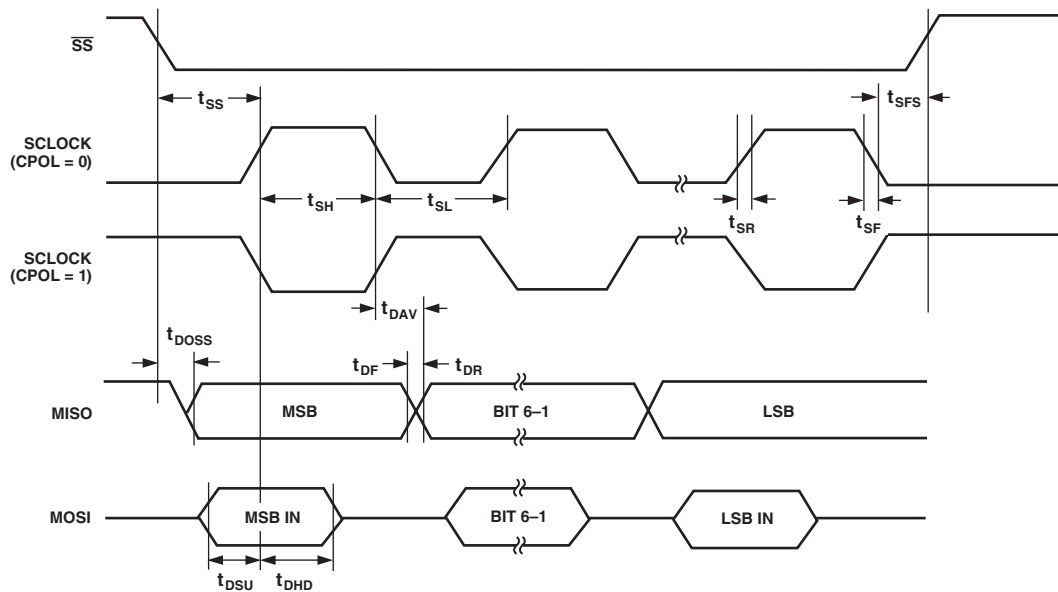 SS
tSS
tSFS
SCLOCK
(CPOL = 0)
tSH
tSL
tSR
tSF
SCLOCK
(CPOL = 1)
tDAV
tDOSS
tDF
tDR
MISO
MSB
BIT 6–1
LSB
MOSI
MSB IN
BIT 6–1
LSB IN
tDSU
tDHD